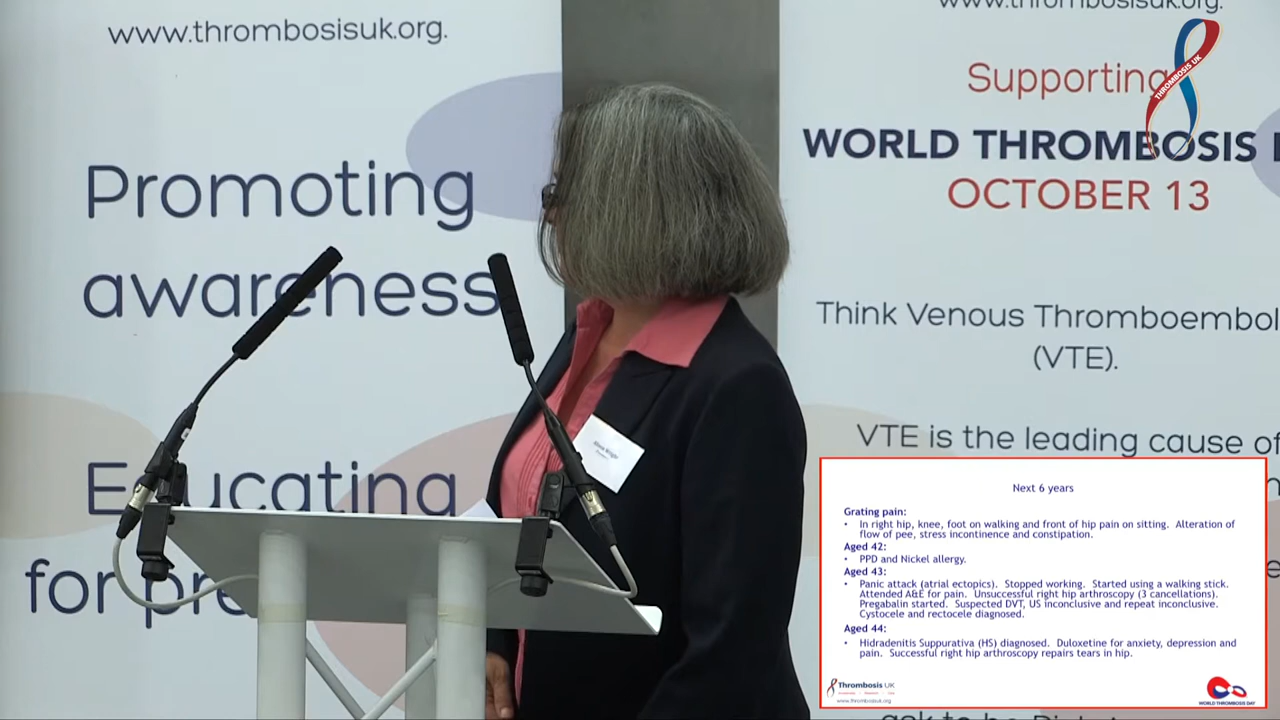 www.thrombosisuk.org.
Promoting
awareness
Educating
for pre
www.thrombosisuk.org.
Supporting
THROMBOSIS UK
WORLD THROMBOSIS
OCTOBER 13
Think Venous Thromboembol
(VTE).
VTE is the leading cause of
Next 6 years
Grating pain:
• In right hip, knee, foot on walking and front of hip pain on sitting. Alteration of
flow of pee, stress incontinence and constipation.
Aged 42:
• PPD and Nickel allergy.
Aged 43:
• Panic attack (atrial ectopics). Stopped working. Started using a walking stick.
Attended A&E for pain. Unsuccessful right hip arthroscopy (3 cancellations).
Pregabalin started. Suspected DVT, US inconclusive and repeat inconclusive.
Cystocele and rectocele diagnosed.
Aged 44:
• Hidradenitis Suppurativa (HS) diagnosed. Duloxetine for anxiety, depression and
pain. Successful right hip arthroscopy repairs tears in hip.
Thrombosis UK
www.thrombosisuk.org
WORLD THROMBOSIS DAY